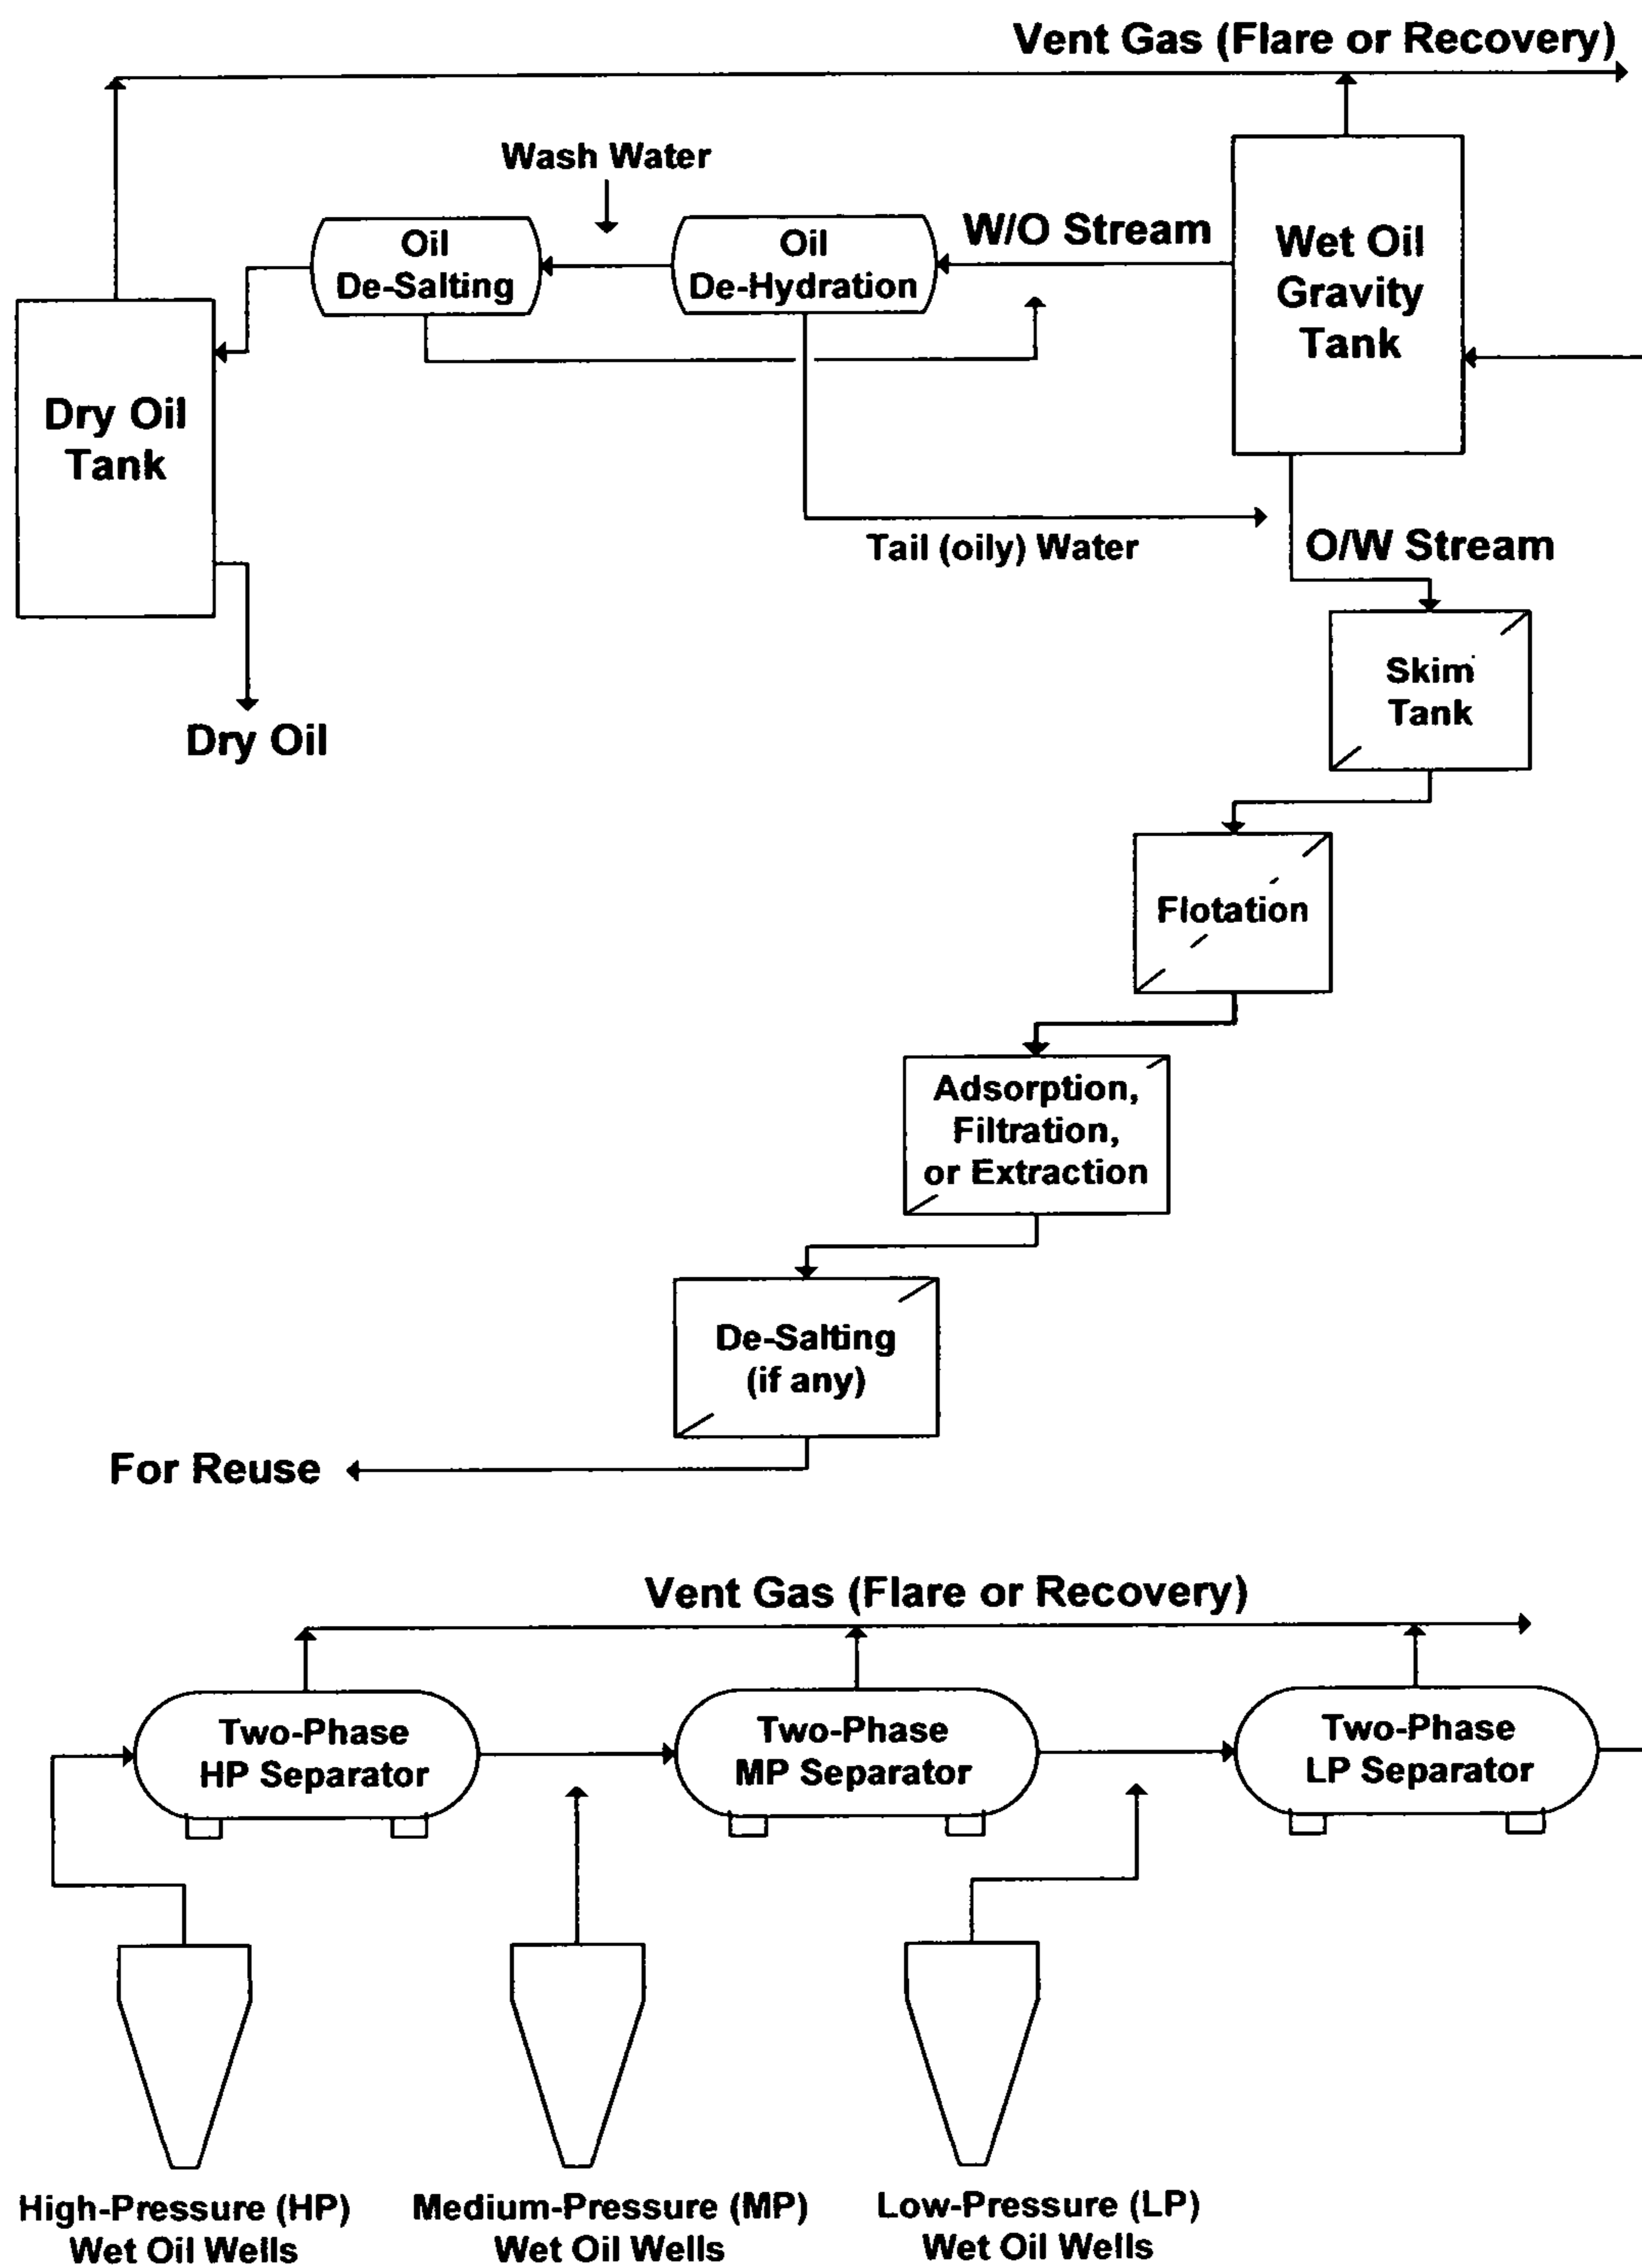 Vent Gas (Flare or Recovery)
Wash Water
Oil
De-Salting
Oil
De-Hydration
W/O Stream
Wet Oil
Gravity
Tank
Dry Oil
Tank
Tail (oily) Water
O/W Stream
Dry Oil
Skim
Tank
Flotation
Adsorption,
Filtration,
or Extraction
De-Salting
(if any)
For Reuse
Vent Gas (Flare or Recovery)
Two-Phase
HP Separator
Two-Phase
MP Separator
Two-Phase
LP Separator
High-Pressure (HP)
Wet Oil Wells
Medium-Pressure (MP)
Wet Oil Wells
Low-Pressure (LP)
Wet Oil Wells